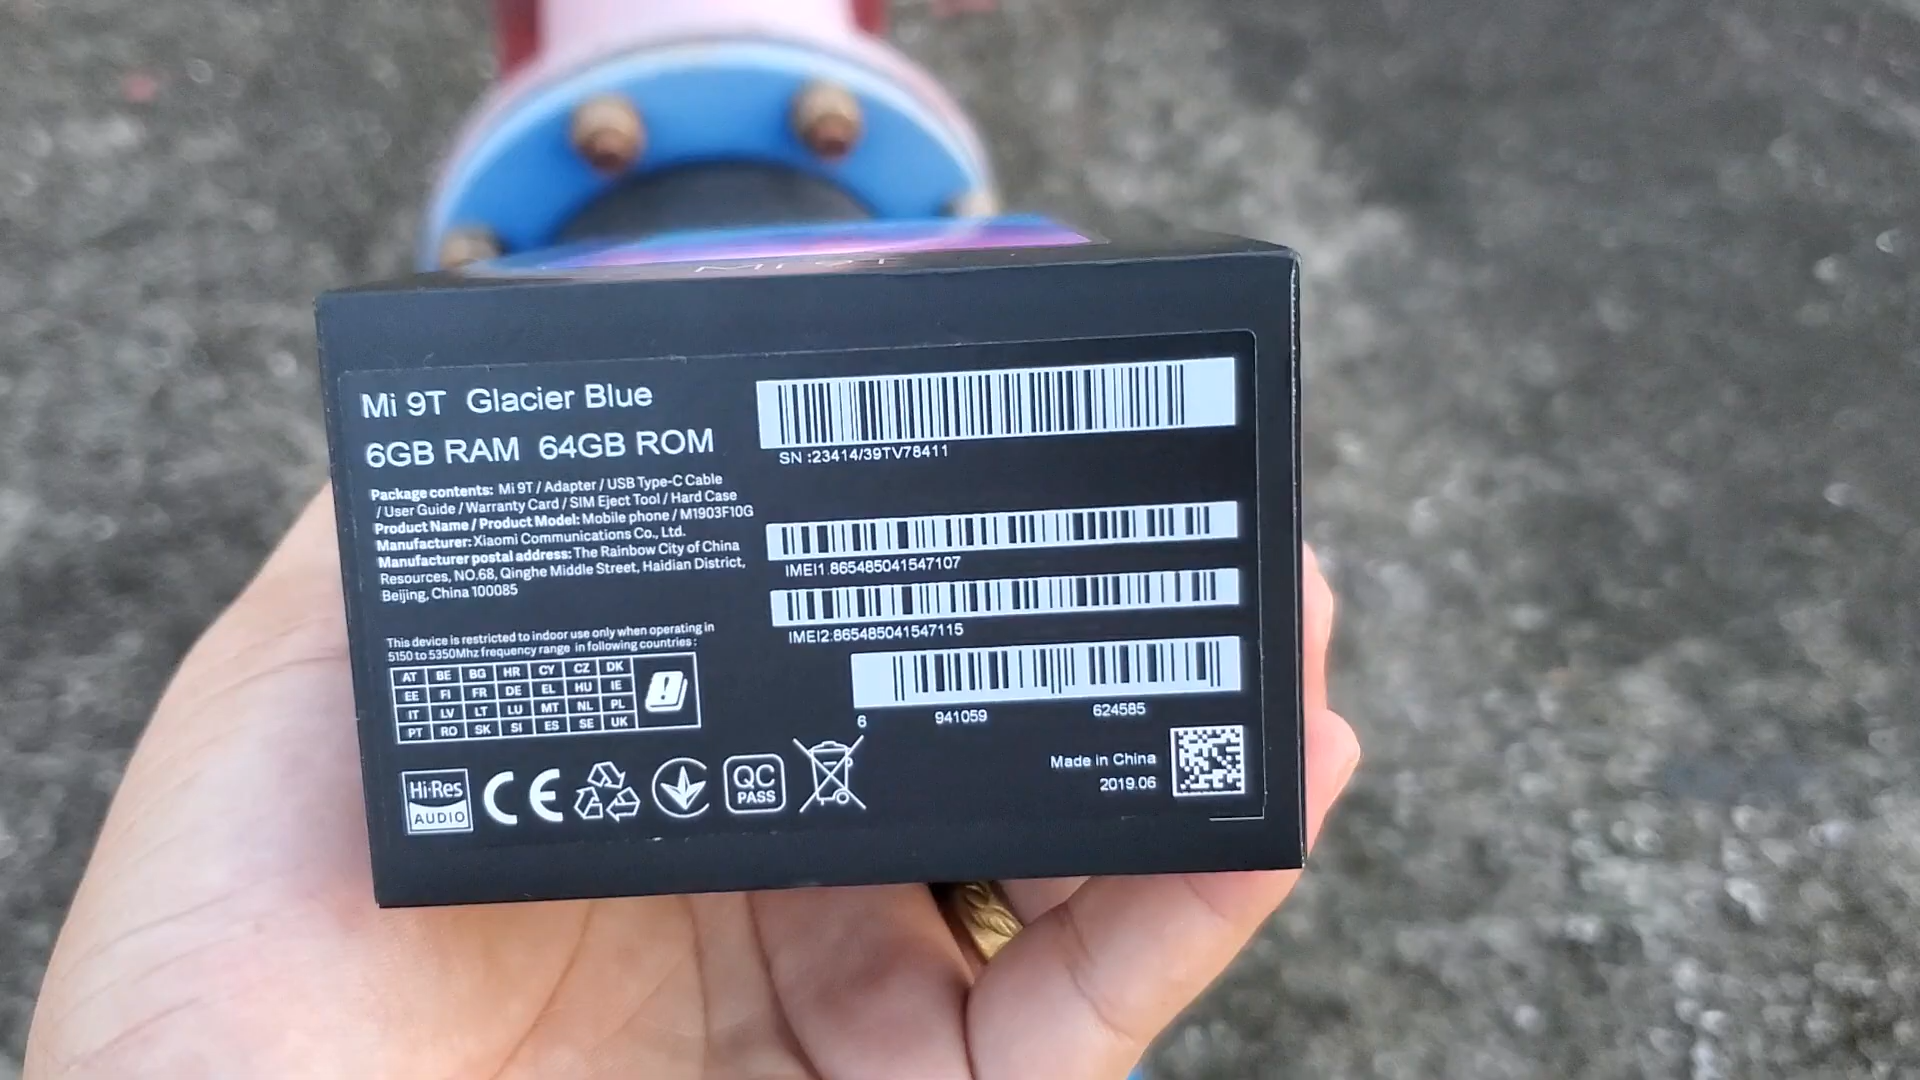 Mi 9T
Mi 9T Glacier Blue
6GB RAM 64GB ROM
Package contents: Mi 9T / Adapter / USB Type-C Cable
/ User Guide / Warranty Card / SIM Eject Tool / Hard Case
Product Name / Product Model: Mobile phone / M1903F10G
Manufacturer: Xiaomi Communications Co., Ltd.
Manufacturer postal address: The Rainbow City of China
Resources, NO.68, Qinghe Middle Street, Haidian District,
Beijing, China 100085
This device is restricted to indoor use only when operating in
5150 to 5350Mhz frequency range in following countries :
AT BE BG HR CY CZ DK
EE FI FR DE EL HU IE
IT LV LT LU MT NL PL
PT RO SK SI ES SE UK
Hi-Res
AUDIO
CE
QC
PASS
SN :23414/39TV78411
IMEI1:865485041547107
IMEI2:865485041547115
6 941059 624585
Made in China
2019.06